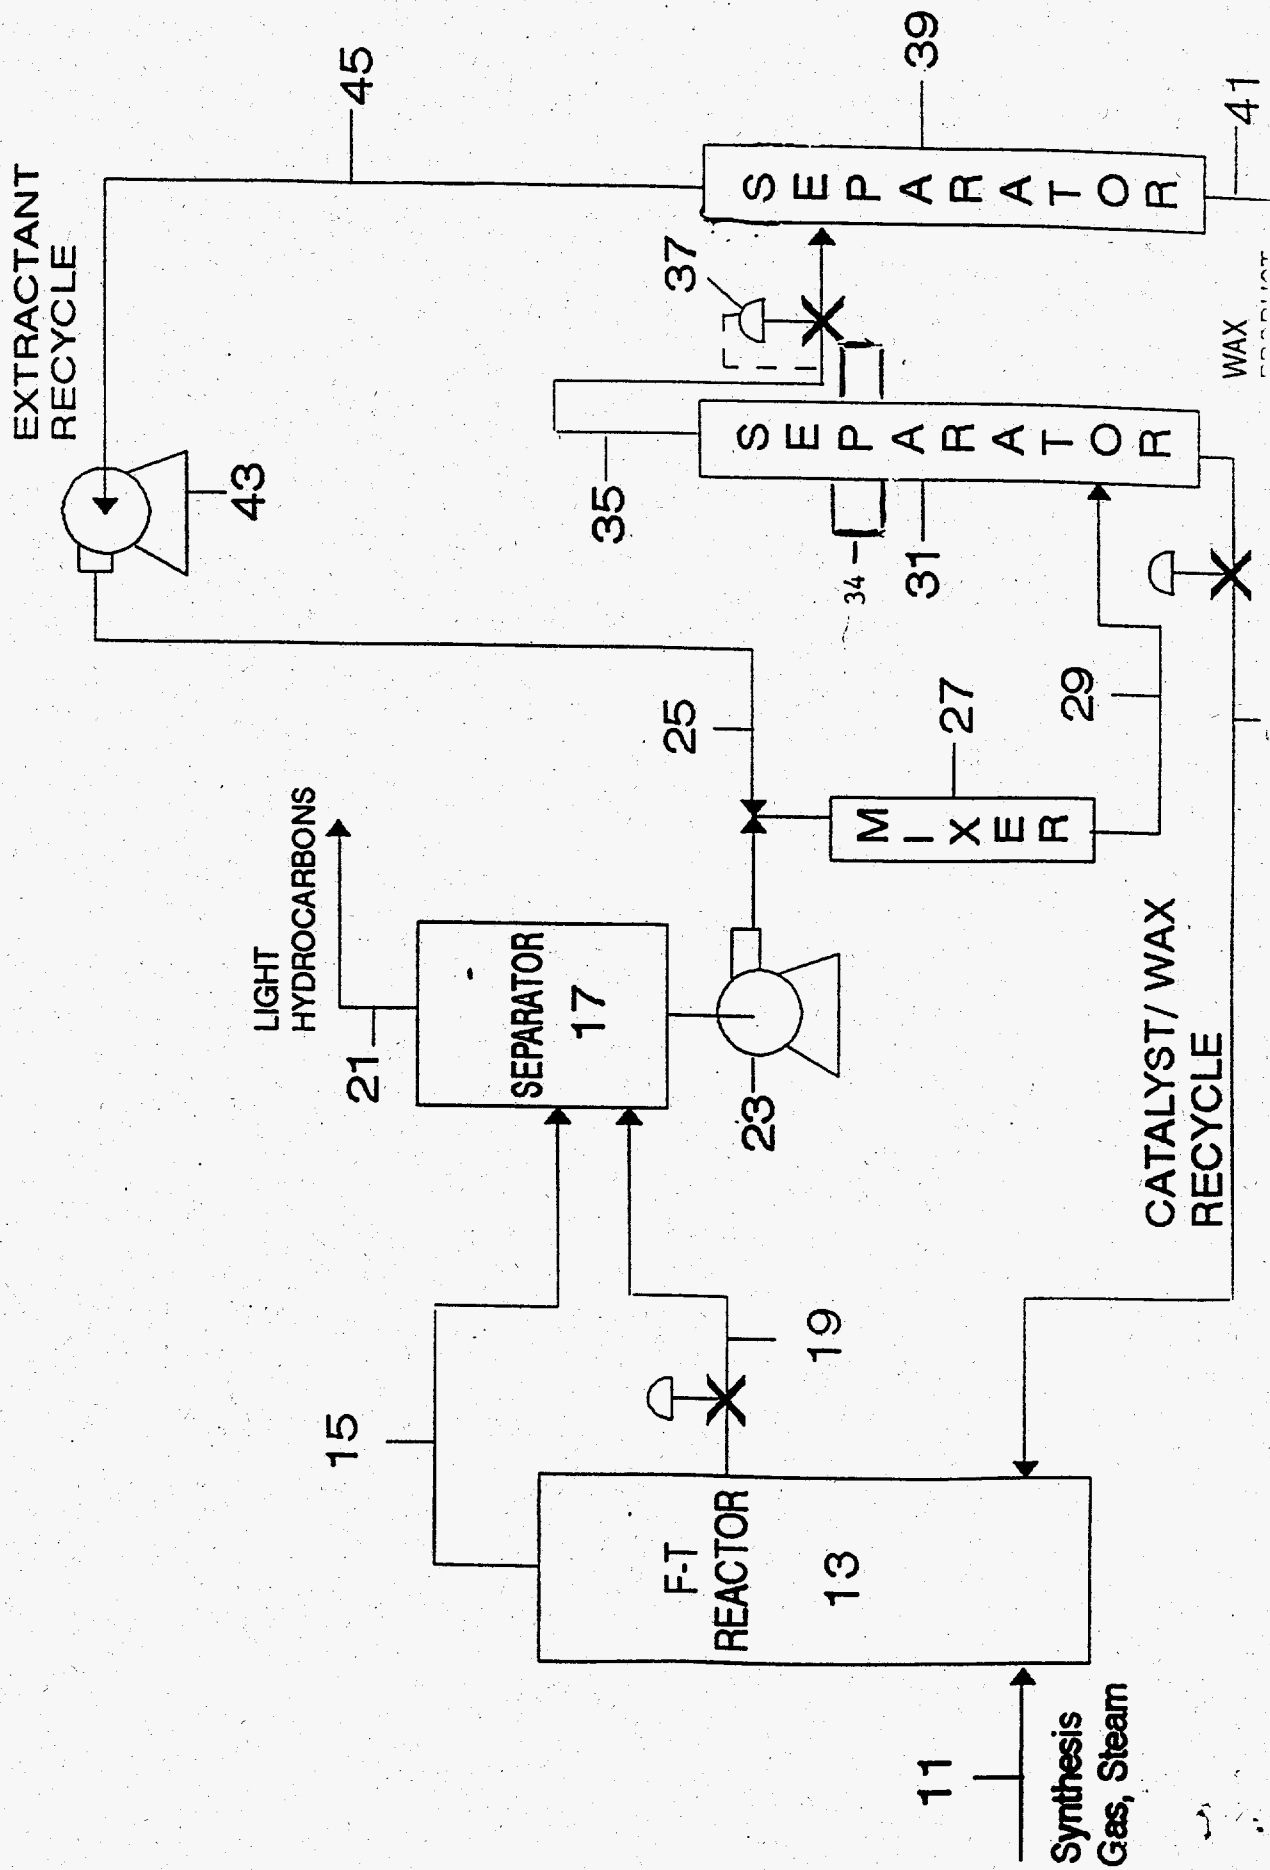 EXTRACTANT
RECYCLE
45
43
39
37
SEPARATOR
41
WAX
35
34
31
SEPARATOR
25
27
MIXER
29
LIGHT
HYDROCARBONS
21
SEPARATOR
17
23
CATALYST/ WAX
RECYCLE
15
19
F-T
REACTOR
13
11
Synthesis
Gas, Steam